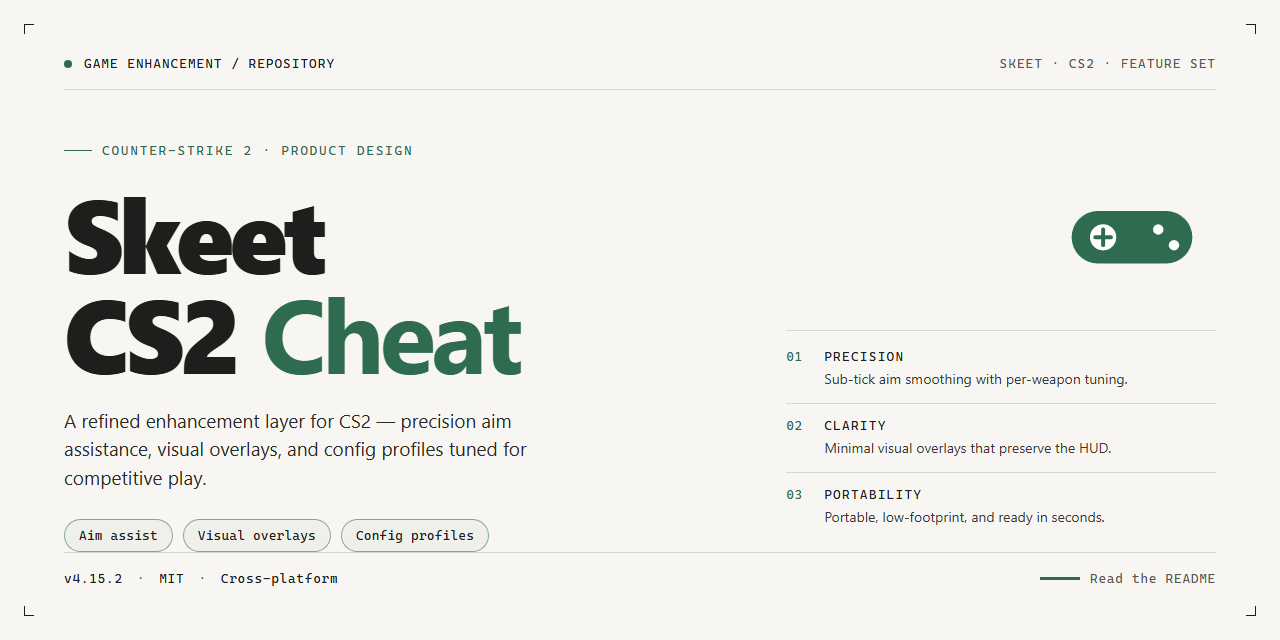 GAME ENHANCEMENT / REPOSITORY
SKEET · CS2 · FEATURE SET
COUNTER-STRIKE 2 · PRODUCT DESIGN
Skeet
CS2 Cheat
A refined enhancement layer for CS2 — precision aim
assistance, visual overlays, and config profiles tuned for
competitive play.
Aim assist
Visual overlays
Config profiles
01 PRECISION
Sub-tick aim smoothing with per-weapon tuning.
02 CLARITY
Minimal visual overlays that preserve the HUD.
03 PORTABILITY
Portable, low-footprint, and ready in seconds.
v4.15.2 · MIT · Cross-platform
Read the README